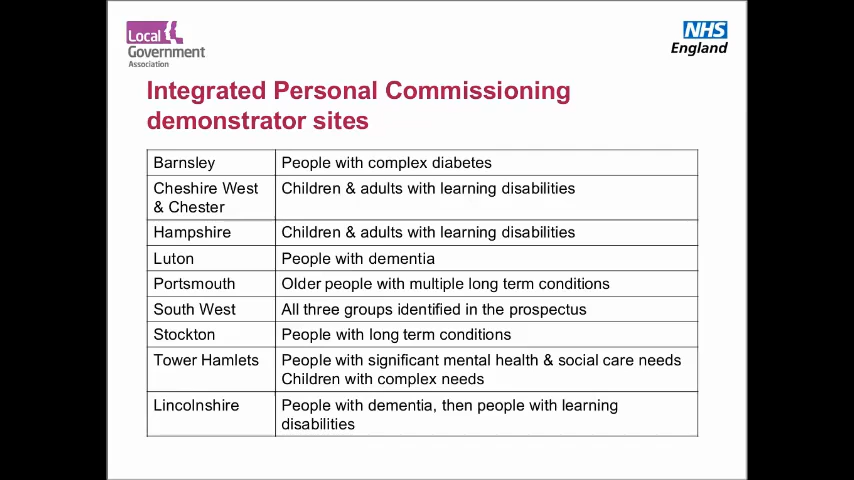 Local
Government
Association
NHS
England
Integrated Personal Commissioning
demonstrator sites
Barnsley People with complex diabetes
Cheshire West Children & adults with learning disabilities
& Chester
Hampshire Children & adults with learning disabilities
Luton People with dementia
Portsmouth Older people with multiple long term conditions
South West All three groups identified in the prospectus
Stockton People with long term conditions
Tower Hamlets People with significant mental health & social care needs
Children with complex needs
Lincolnshire People with dementia, then people with learning
disabilities